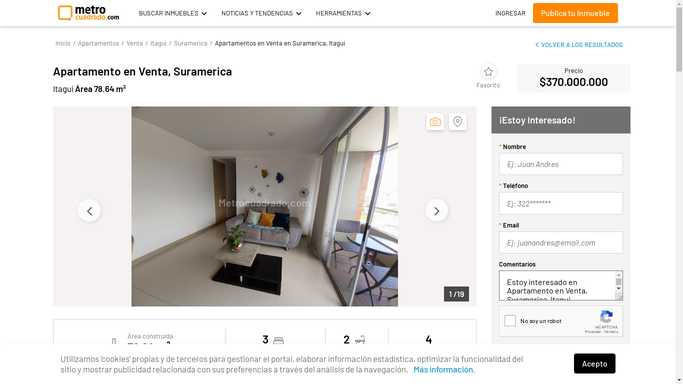 metro
cuadrado.com
BUSCAR INMUEBLES
NOTICIAS Y TENDENCIAS
HERRAMIENTAS
INGRESAR
Publica tu Inmueble
Inicio / Apartamentos / Venta / Itagui / Suramerica / Apartamentos en Venta en Suramerica, Itagui
VOLVER A LOS RESULTADOS
Apartamento en Venta, Suramerica
Itagui Área 78.64 m²
Favorito
Precio
$370.000.000
Metrocuadrado.com
1 /19
¡Estoy Interesado!
* Nombre
Ej: Juan Andres
* Teléfono
Ej: 322*******
* Email
Ej: juanandres@email.com
Comentarios
Estoy interesado en
Apartamento en Venta,
No soy un robot
reCAPTCHA
Privacidad - Términos
Área construida
3
2
4
Utilizamos 'cookies' propias y de terceros para gestionar el portal, elaborar información estadística, optimizar la funcionalidad del
sitio y mostrar publicidad relacionada con sus preferencias a través del análisis de la navegación. Más información.
Acepto